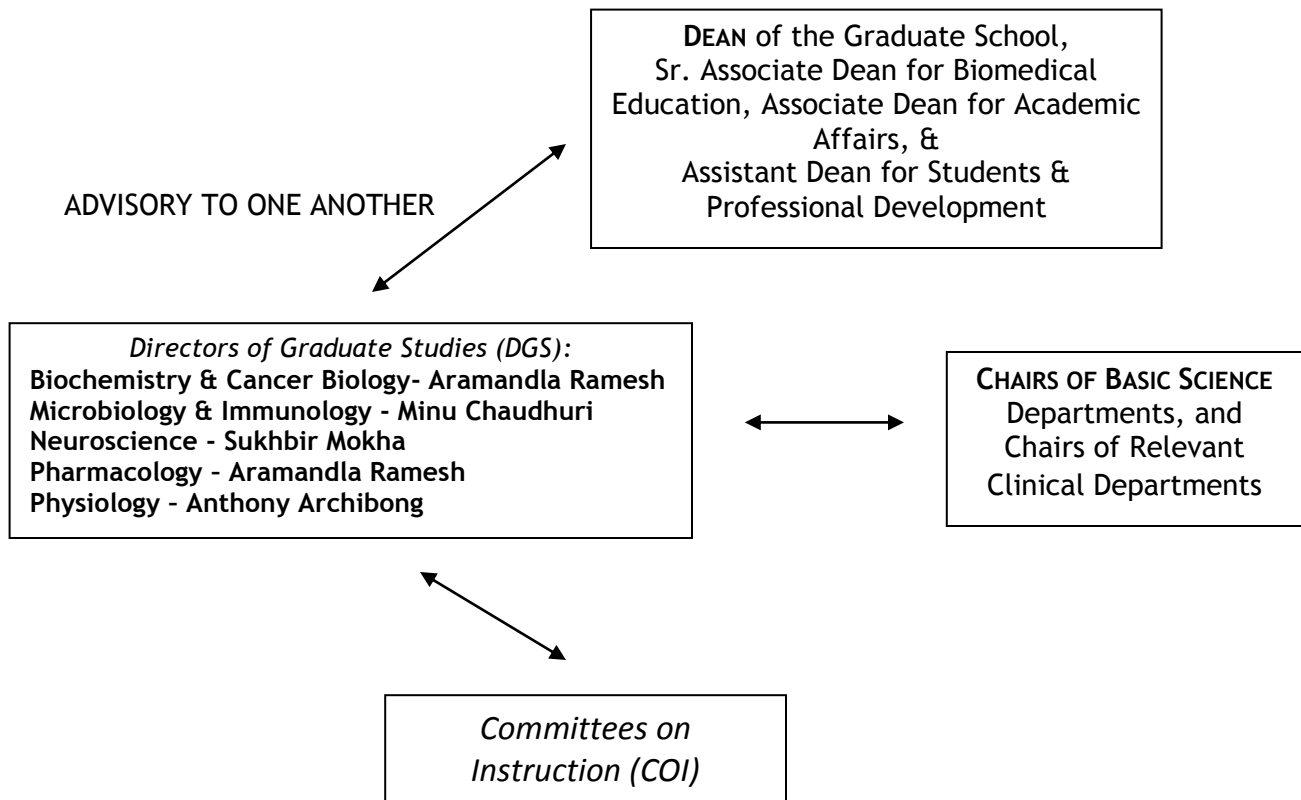 DEAN of the Graduate School,
Sr. Associate Dean for Biomedical
Education, Associate Dean for Academic
Affairs, &
Assistant Dean for Students &
Professional Development
ADVISORY TO ONE ANOTHER
Directors of Graduate Studies (DGS):
Biochemistry & Cancer Biology- Aramandla Ramesh
Microbiology & Immunology - Minu Chaudhuri
Neuroscience - Sukhbir Mokha
Pharmacology – Aramandla Ramesh
Physiology – Anthony Archibong
CHAIRS OF BASIC SCIENCE
Departments, and
Chairs of Relevant
Clinical Departments
Committees on
Instruction (COI)